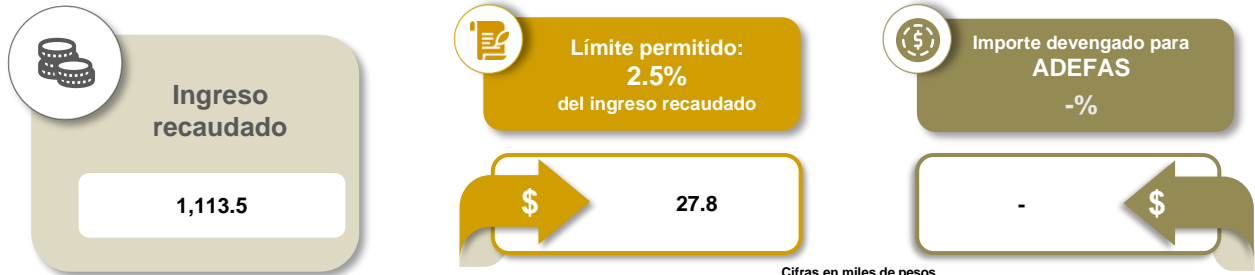 Ingreso
recaudado
1,113.5
Límite permitido:
2.5%
del ingreso recaudado
$
27.8
Importe devengado para
ADEFAS
-%
-
$
Cifras en miles de pesos